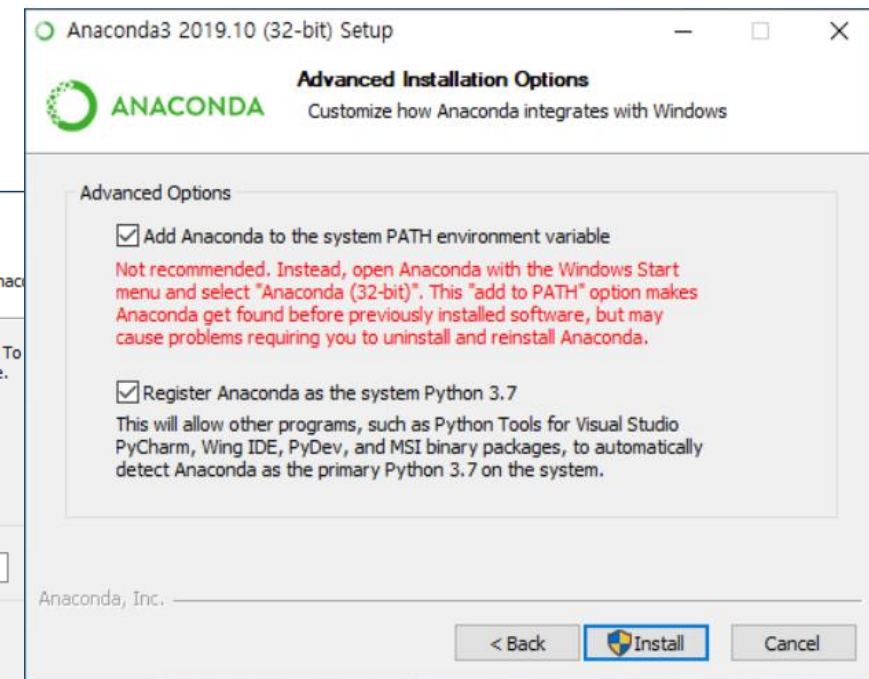 Anaconda3 2019.10 (32-bit) Setup
ANACONDA
Advanced Installation Options
Customize how Anaconda integrates with Windows
Advanced Options
Add Anaconda to the system PATH environment variable
Not recommended. Instead, open Anaconda with the Windows Start
menu and select "Anaconda (32-bit)". This "add to PATH" option makes
Anaconda get found before previously installed software, but may
cause problems requiring you to uninstall and reinstall Anaconda.
To
Register Anaconda as the system Python 3.7
This will allow other programs, such as Python Tools for Visual Studio
PyCharm, Wing IDE, PyDev, and MSI binary packages, to automatically
detect Anaconda as the primary Python 3.7 on the system.
Anaconda, Inc.
< Back
Install
Cancel